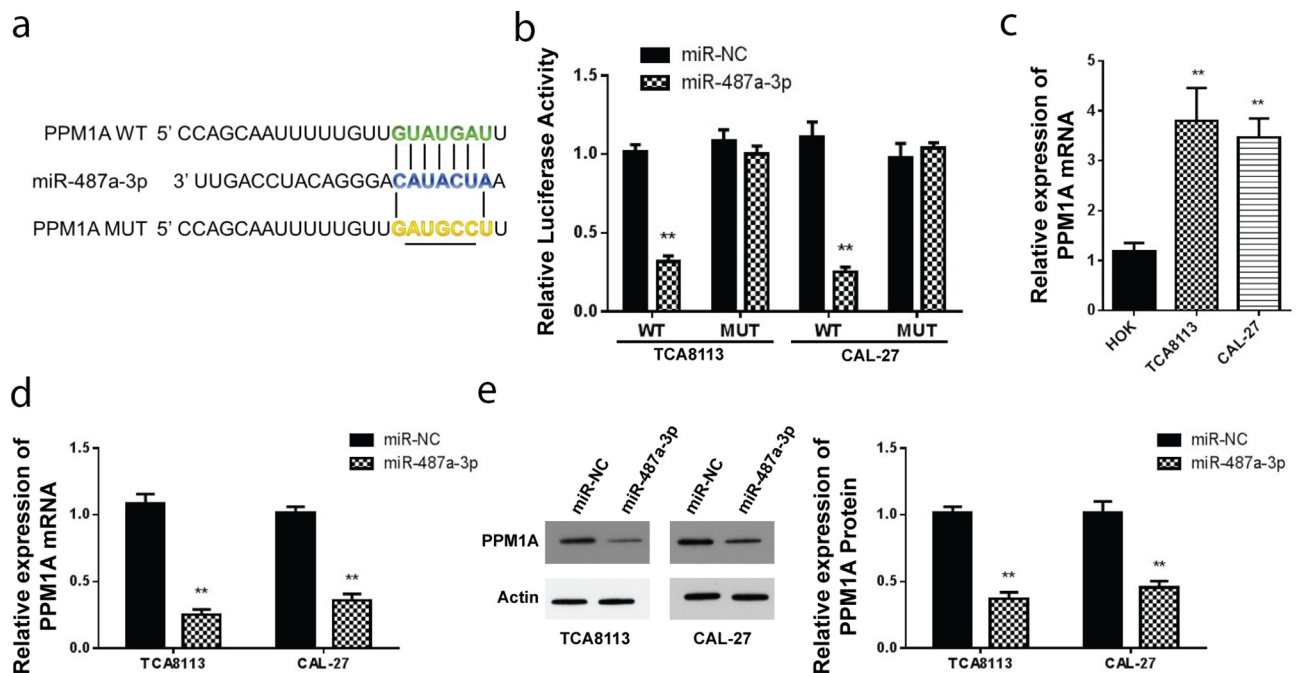 a
PPM1A WT 5' CCAGCAAUUUUUGUUGUAUGAUU
miR-487a-3p 3' UUGACCUACAGGGACAUACUAA
PPM1A MUT 5' CCAGCAAUUUUUGUUGAUGCCUU
b
miR-NC
miR-487a-3p
Relative Luciferase Activity
1.5
1.0
0.5
0.0
** **
WT MUT WT MUT
TCA8113 CAL-27
c
Relative expression of
PPM1A mRNA
5
4
3
2
1
0
** **
HOK TCA8113 CAL-27
d
miR-NC
miR-487a-3p
Relative expression of
PPM1A mRNA
1.5
1.0
0.5
0.0
** **
TCA8113 CAL-27
e
miR-NC miR-487a-3p miR-NC miR-487a-3p
PPM1A
Actin
TCA8113 CAL-27
miR-NC
miR-487a-3p
Relative expression of
PPM1A Protein
1.5
1.0
0.5
0.0
** **
TCA8113 CAL-27